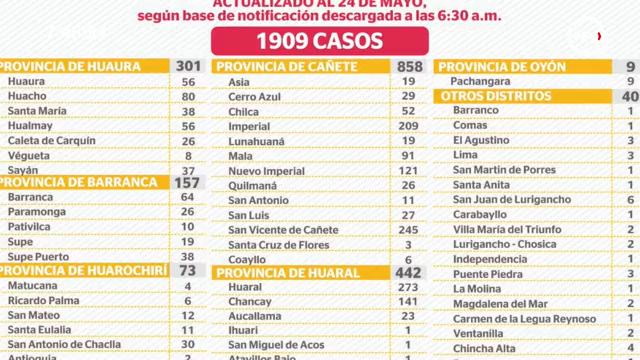 ACTUALIZADO AL 24 DE MAYO,
según base de notificación descargada a las 6:30 a.m.
1909 CASOS
PROVINCIA DE HUAURA 301
Huaura 56
Huacho 80
Santa María 38
Hualmay 56
Caleta de Carquín 26
Végueta 8
Sayán 37
PROVINCIA DE BARRANCA 157
Barranca 64
Paramonga 26
Pativilca 10
Supe 19
Supe Puerto 38
PROVINCIA DE HUAROCHIRÍ 73
Matucana 4
Ricardo Palma 6
San Mateo 12
Santa Eulalia 11
San Antonio de Chaclla 30
Antioquia 2
PROVINCIA DE CAÑETE 858
Asia 19
Cerro Azul 29
Chilca 52
Imperial 209
Lunahuaná 19
Mala 91
Nuevo Imperial 121
Quilmaná 26
San Antonio 11
San Luis 27
San Vicente de Cañete 245
Santa Cruz de Flores 3
Coayllo 6
PROVINCIA DE HUARAL 442
Huaral 273
Chancay 141
Aucallama 23
Ihuari 1
San Miguel de Acos 1
Atavillos Bajo 1
PROVINCIA DE OYÓN 9
Pachangara 9
OTROS DISTRITOS 40
Barranco 1
Comas 1
El Agustino 3
Lima 3
San Martin de Porres 1
Santa Anita 1
San Juan de Lurigancho 6
Carabayllo 1
Villa María del Triunfo 2
Lurigancho - Chosica 2
Independencia 1
Puente Piedra 3
La Molina 1
Magdalena del Mar 2
Carmen de la Legua Reynoso 1
Ventanilla 2
Chincha Alta 4